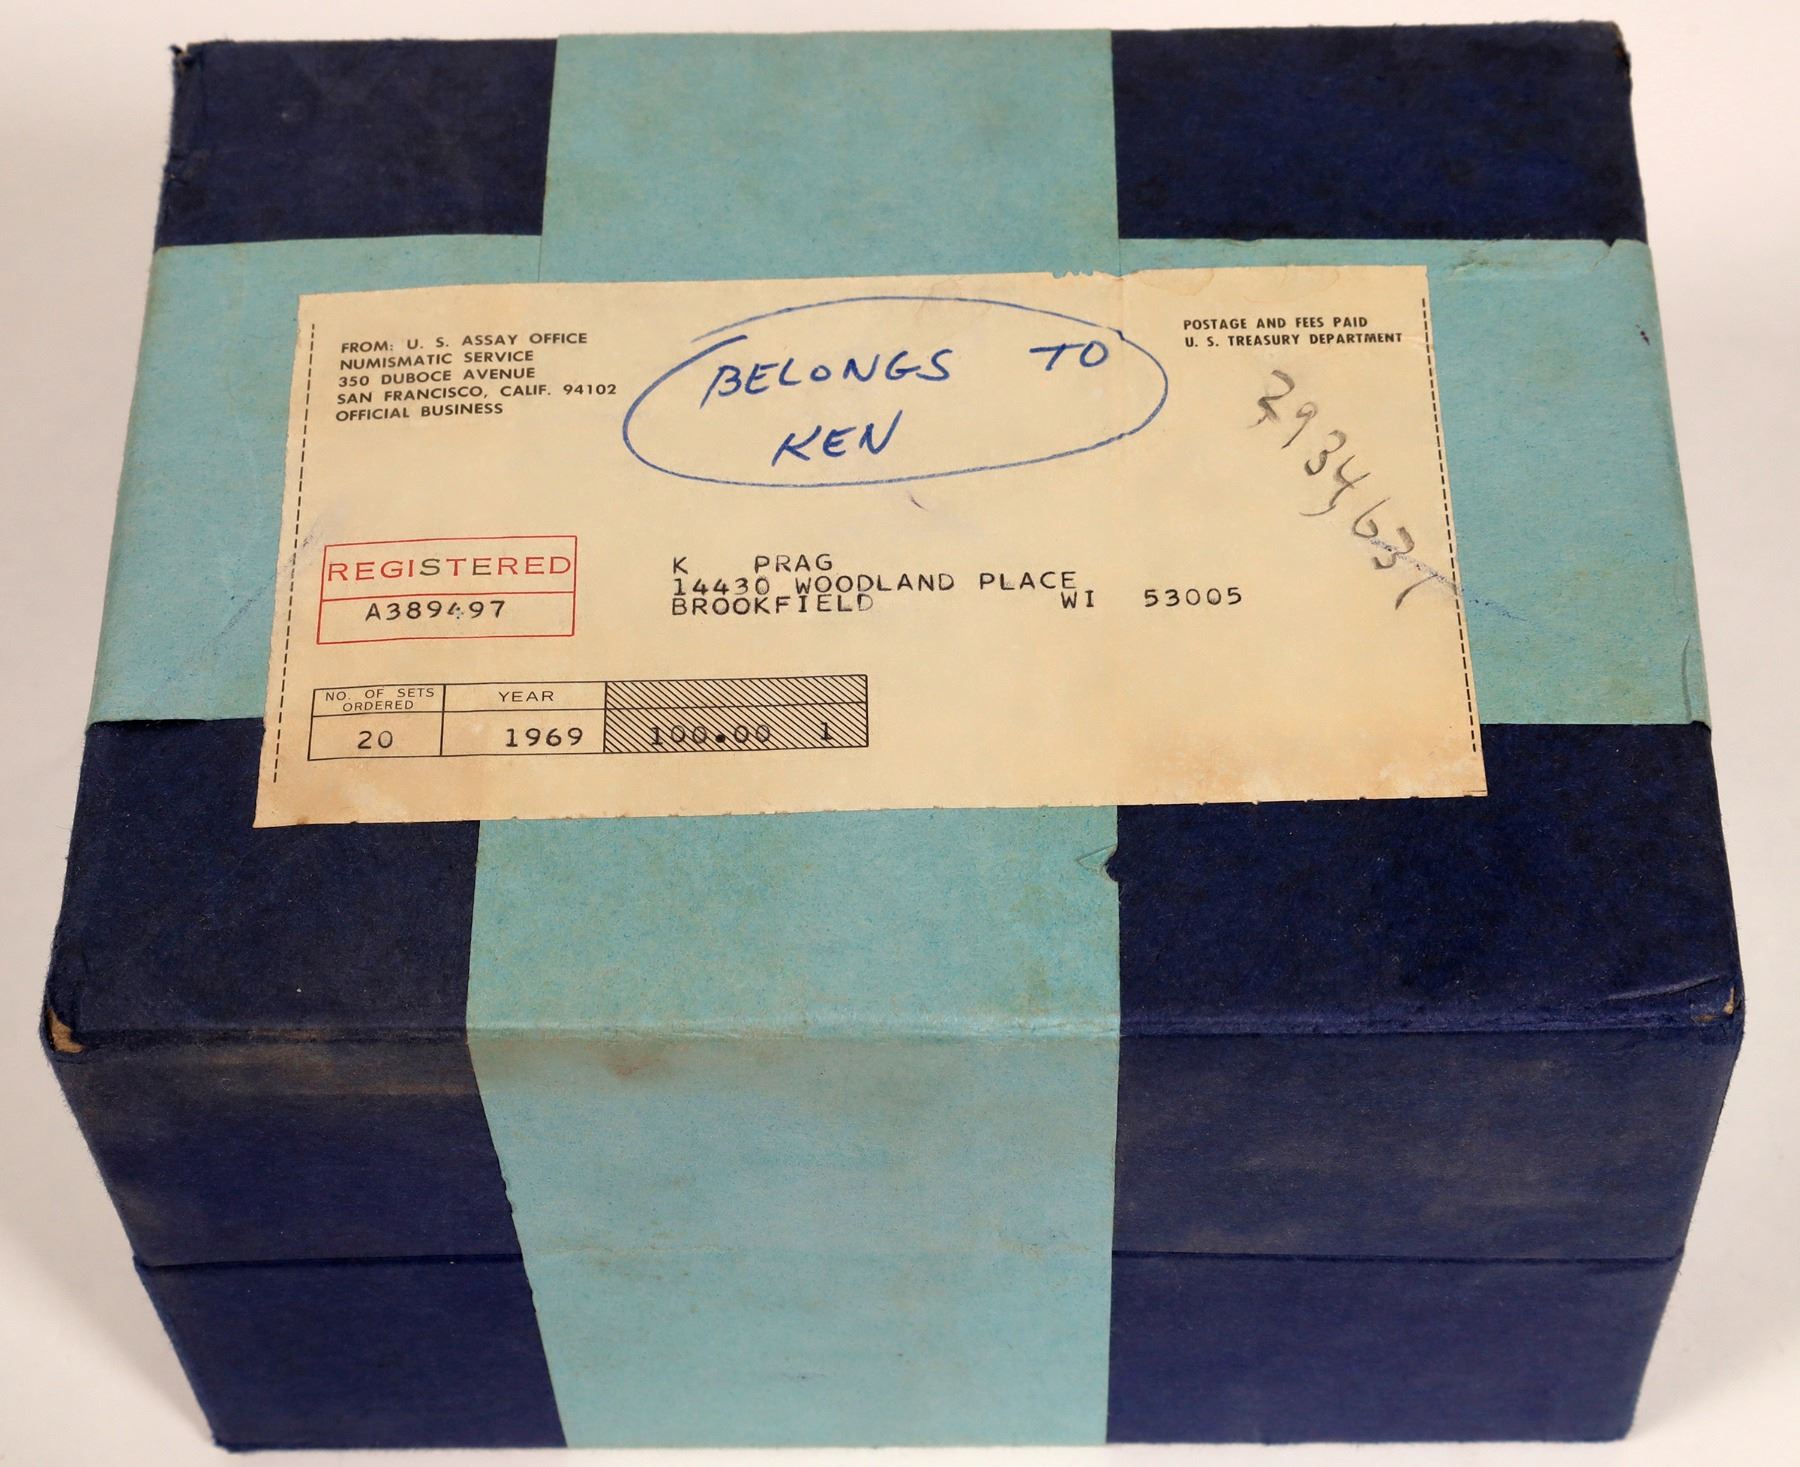 FROM: U. S. ASSAY OFFICE
NUMISMATIC SERVICE
350 DUBOCE AVENUE
SAN FRANCISCO, CALIF. 94102
OFFICIAL BUSINESS
BELONGS TO
KEN
POSTAGE AND FEES PAID
U. S. TREASURY DEPARTMENT
REGISTERED
A389497
K PRAG
14430 WOODLAND PLACE
BROOKFIELD WI 53005
NO. OF SETS ORDERED YEAR
20 1969 100.00 1